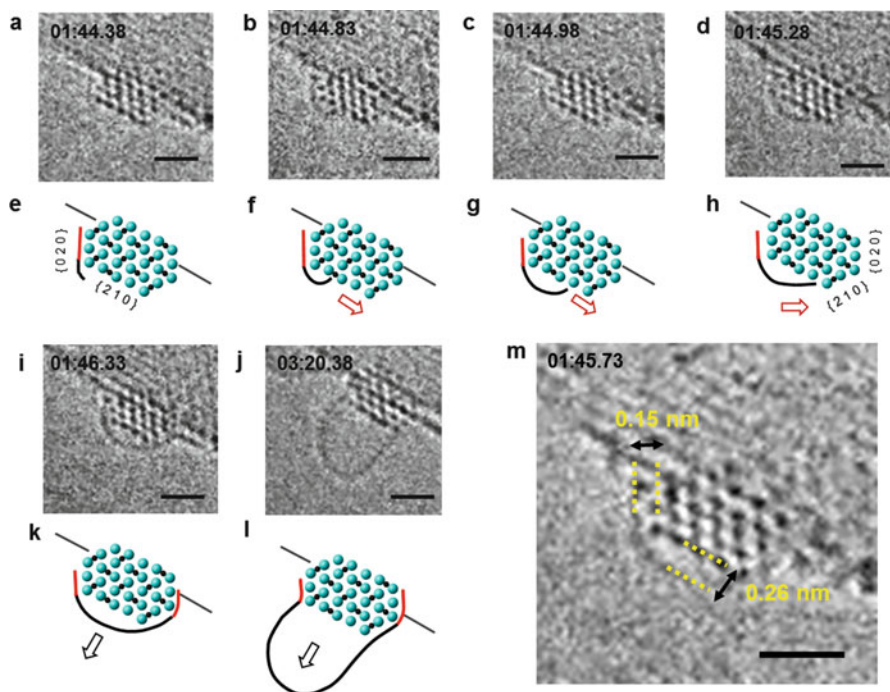 a
01:44.38
b
01:44.83
c
01:44.98
d
01:45.28
e
{020}
{210}
f
g
h
{020}
{210}
i
01:46.33
j
03:20.38
m
01:45.73
0.15 nm
0.26 nm
k
l